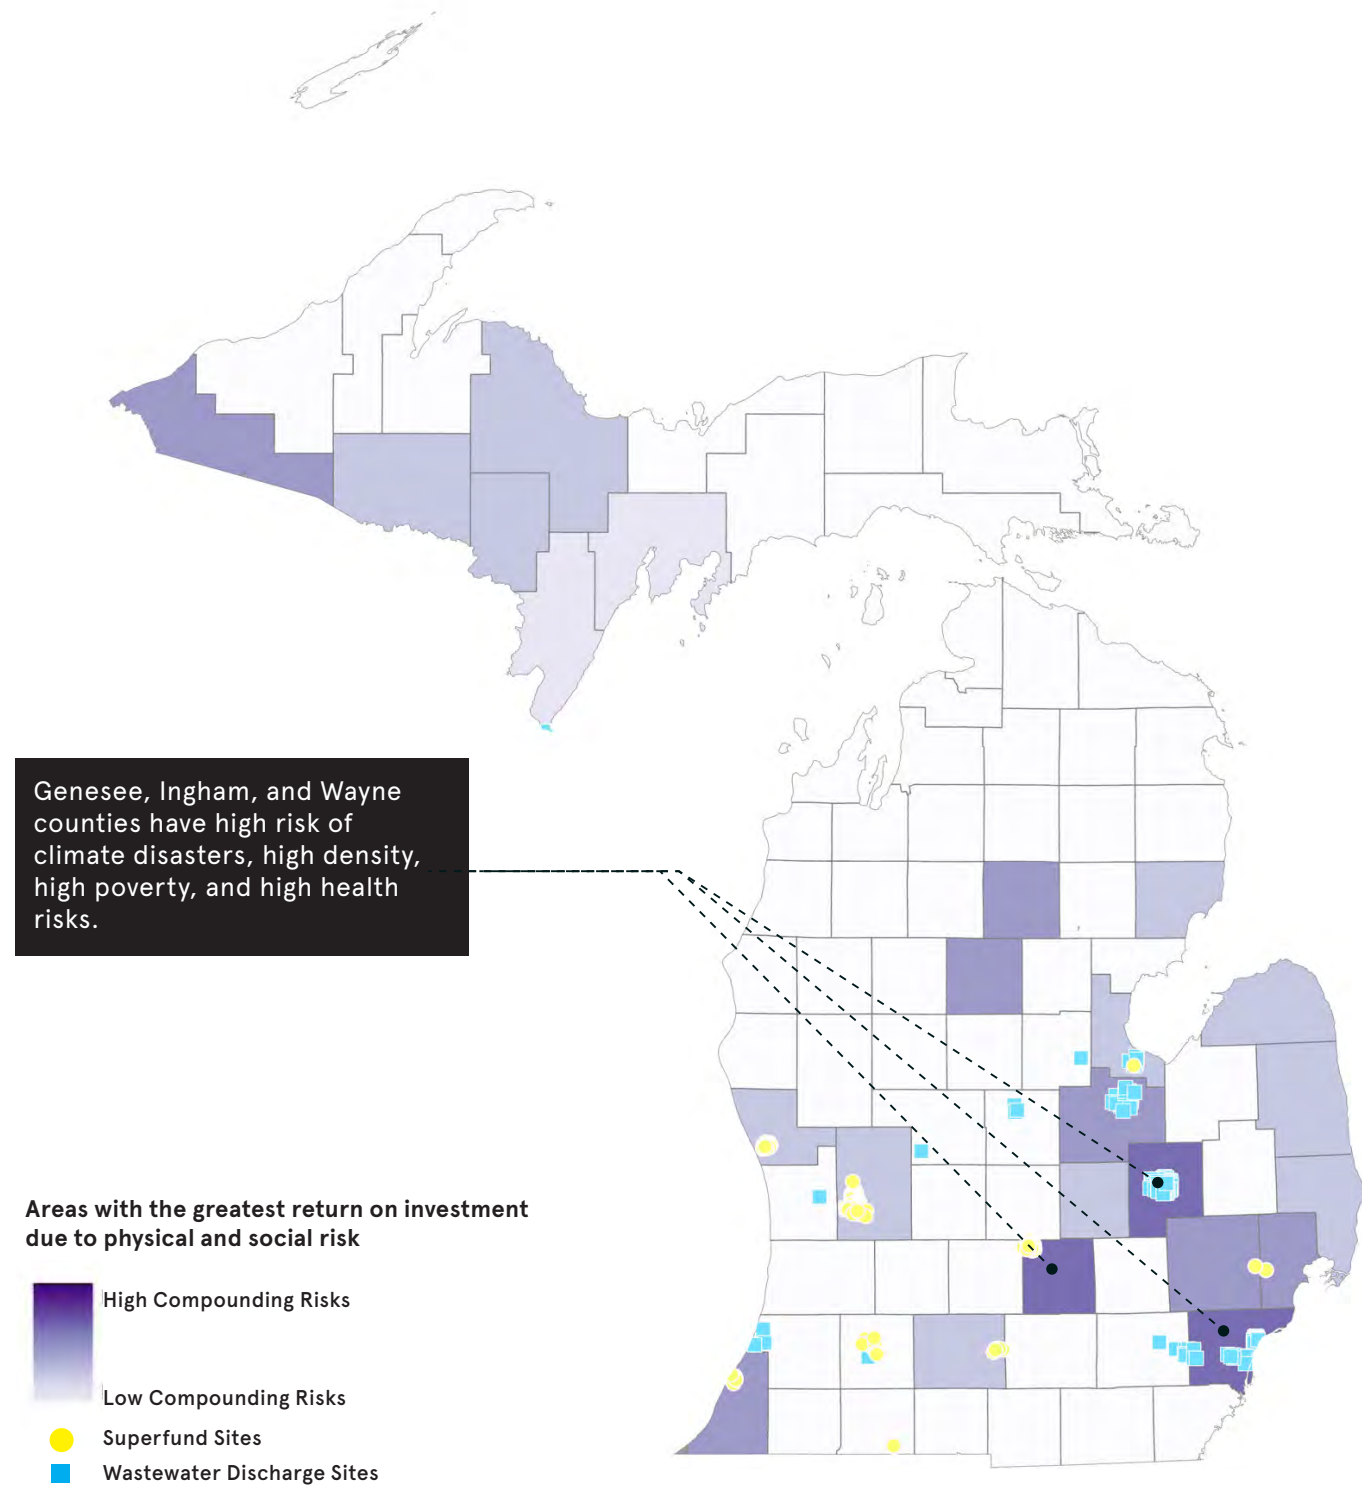 Genesee, Ingham, and Wayne
counties have high risk of
climate disasters, high density,
high poverty, and high health
risks.
Areas with the greatest return on investment
due to physical and social risk
High Compounding Risks
Low Compounding Risks
Superfund Sites
Wastewater Discharge Sites